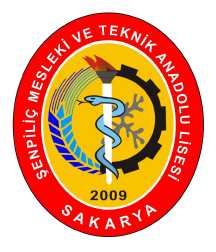 ŞENPİLİÇ MESLEKİ VE TEKNİK ANADOLU LİSESİ
2009
SAKARYA